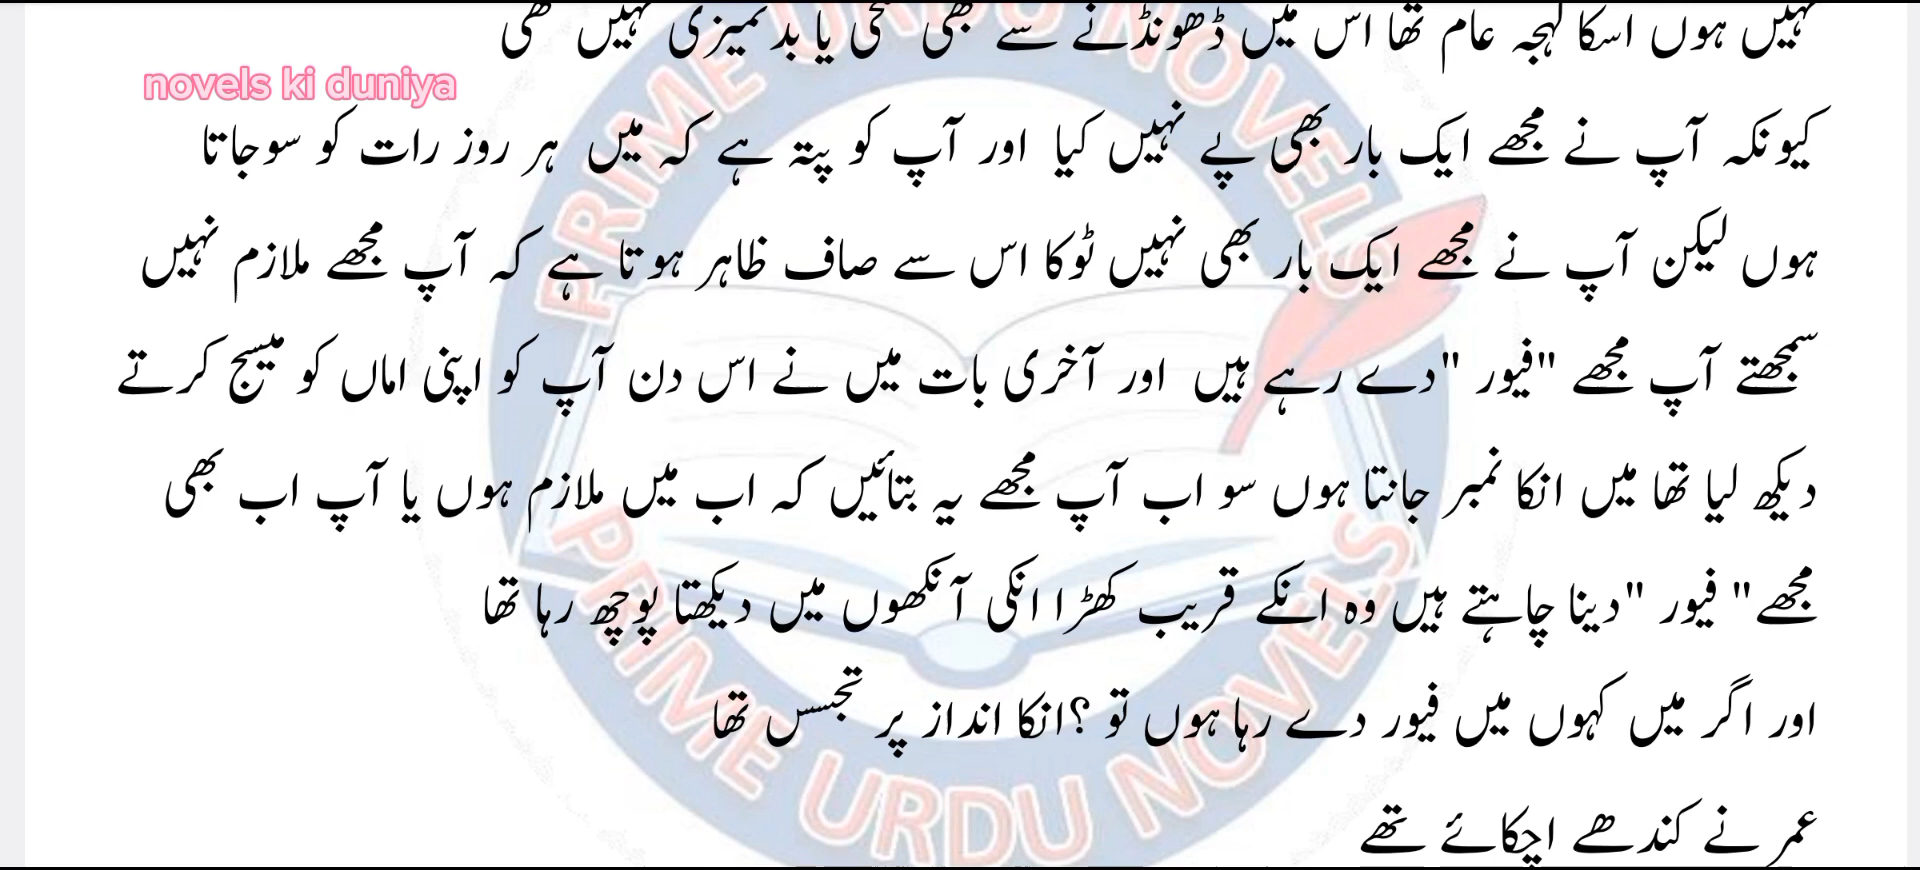 نہیں ہوں اسکا لہجہ عام تھا اس میں ڈھونڈنے سے بھی تلخی یا بدتمیزی نہیں تھی
novels ki duniya
کیونکہ آپ نے مجھے ایک بار بھی پے نہیں کیا اور آپ کو پتہ ہے کہ میں ہر روز رات کو سوجاتا
ہوں لیکن آپ نے مجھے ایک بار بھی نہیں ٹوکا اس سے صاف ظاہر ہوتا ہے کہ آپ مجھے ملازم نہیں
سمجھتے آپ مجھے "فیور "دے رہے ہیں اور آخری بات میں نے اس دن آپ کو اپنی اماں کو میسج کرتے
دیکھ لیا تھا میں انکا نمبر جانتا ہوں سو اب آپ مجھے یہ بتائیں کہ اب میں ملازم ہوں یا آپ اب بھی
مجھے" فیور "دینا چاہتے ہیں وہ انکے قریب کھڑا انکی آنکھوں میں دیکھتا پوچھ رہا تھا
اور اگر میں کہوں میں فیور دے رہا ہوں تو ؟انکا انداز پر تجسس تھا
عمر نے کندھے اچکائے تھے
PRIME URDU NOVELS
PRIME URDU NOVELS